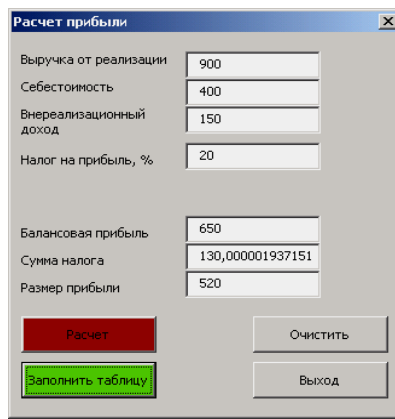 Расчет прибыли
Выручка от реализации 900
Себестоимость 400
Внереализационный
доход 150
Налог на прибыль, % 20
Балансовая прибыль 650
Сумма налога 130,000001937151
Размер прибыли 520
Расчет Очистить
Заполнить таблицу Выход